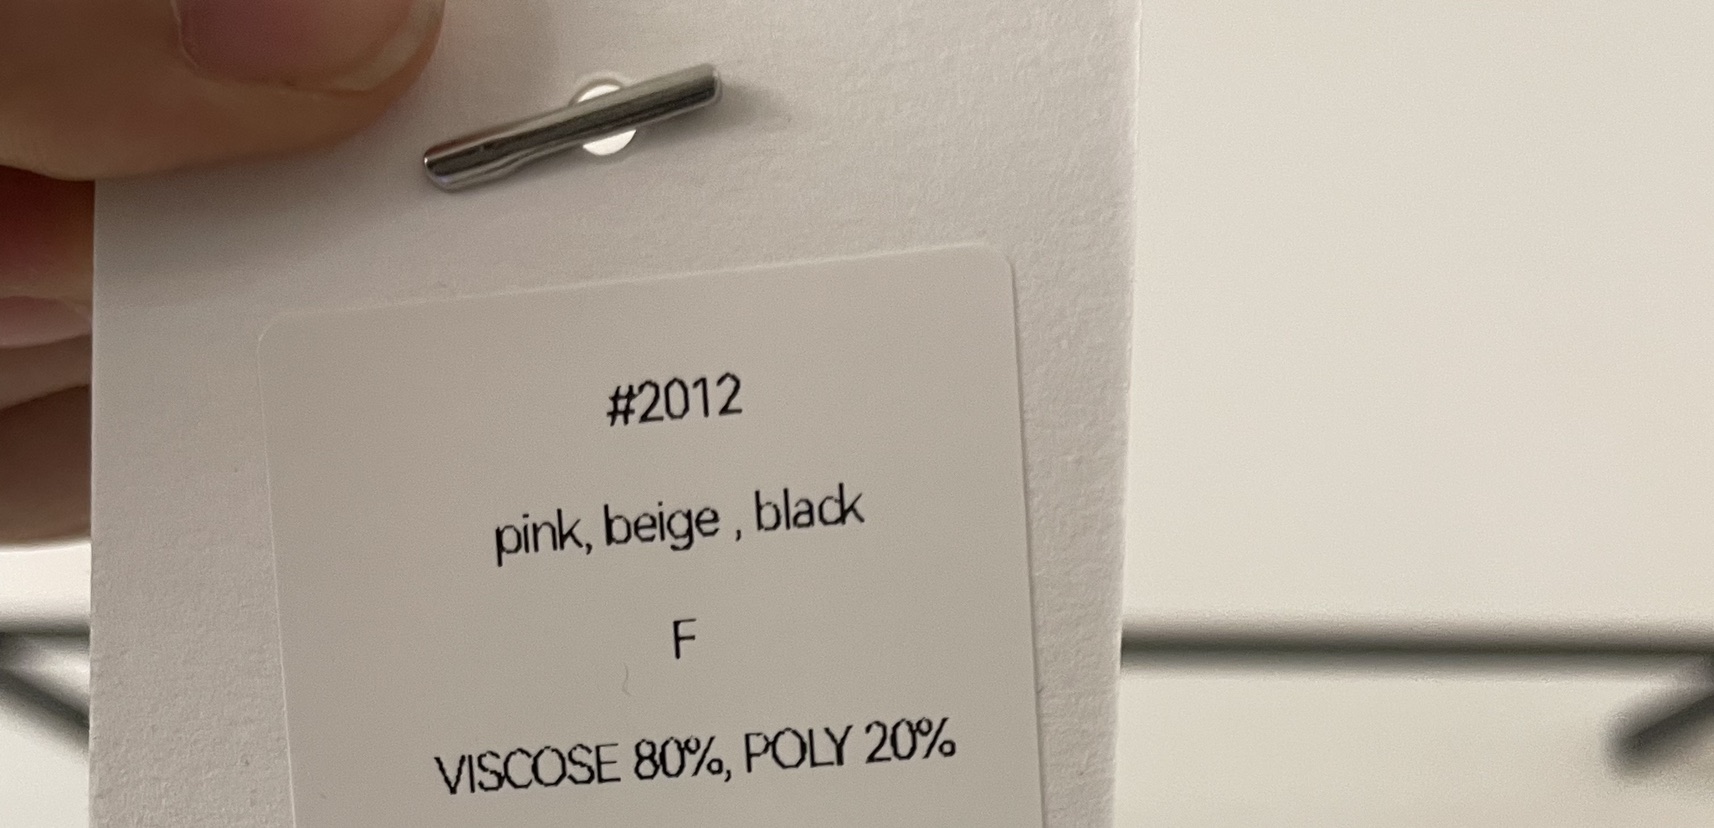 #2012
pink, beige , black
F
VISCOSE 80%, POLY 20%